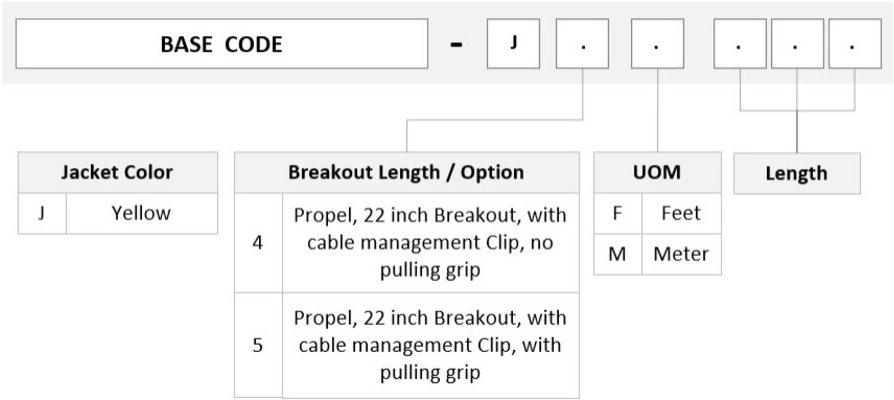 BASE CODE - J . . . . .
Jacket Color
J Yellow
Breakout Length / Option
4 Propel, 22 inch Breakout, with
cable management Clip, no
pulling grip
5 Propel, 22 inch Breakout, with
cable management Clip, with
pulling grip
UOM
F Feet
M Meter
Length